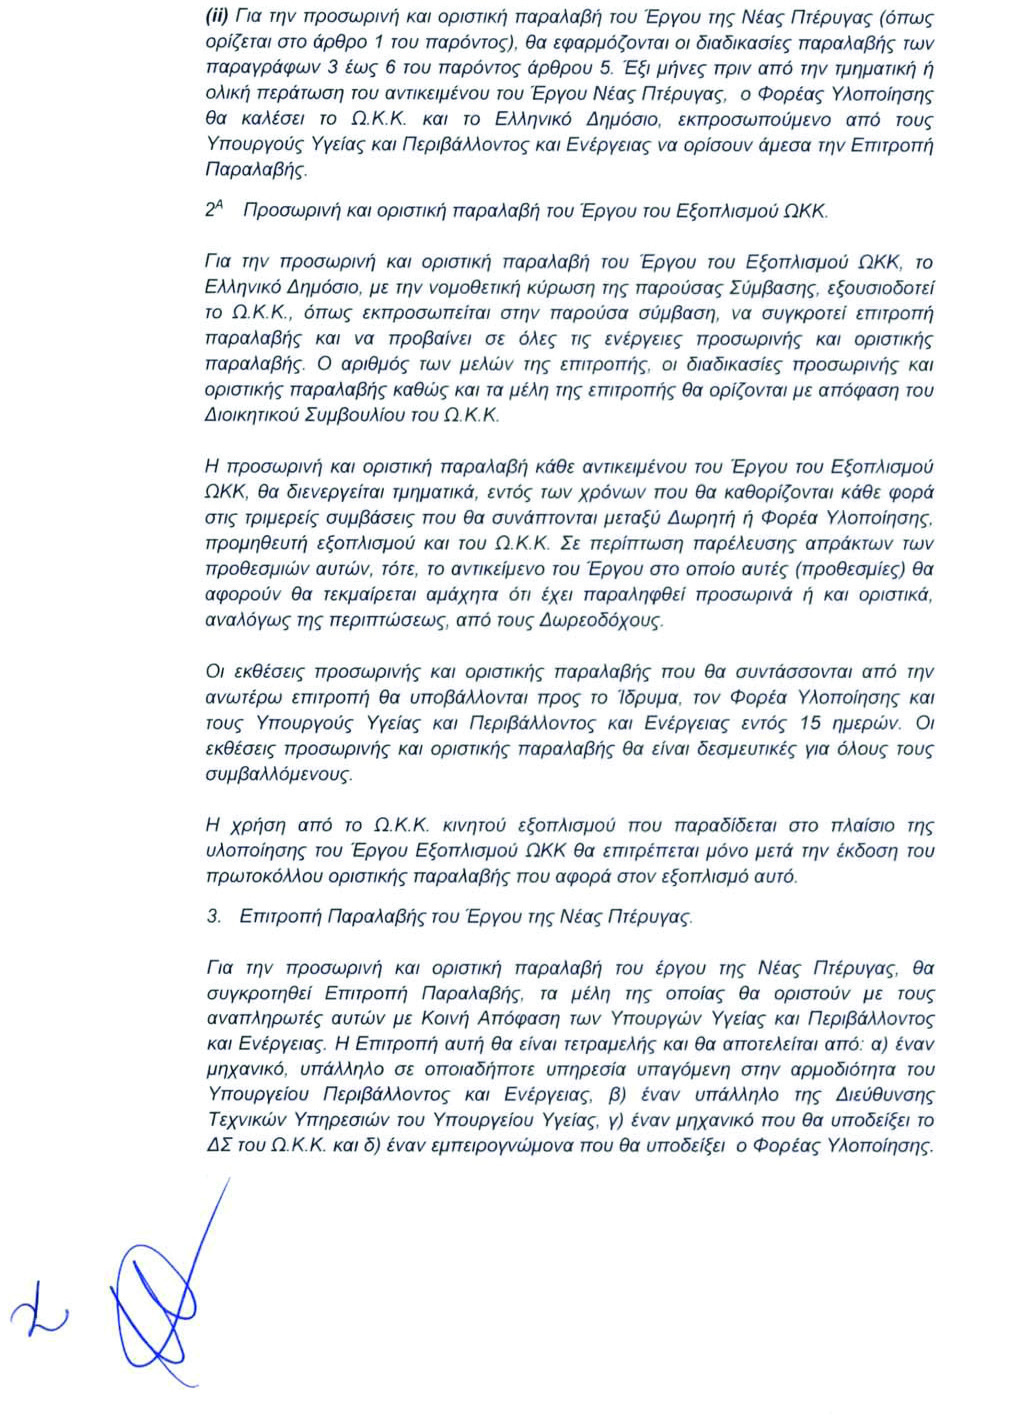 (ii) Για την προσωρινή και οριστική παραλαβή του Έργου της Νέας Πτέρυγας (όπως
ορίζεται στο άρθρο 1 του παρόντος), θα εφαρμόζονται οι διαδικασίες παραλαβής των
παραγράφων 3 έως 6 του παρόντος άρθρου 5. Έξι μήνες πριν από την τμηματική ή
ολική περάτωση του αντικειμένου του Έργου Νέας Πτέρυγας, ο Φορέας Υλοποίησης
θα καλέσει το Ω.Κ.Κ. και το Ελληνικό Δημόσιο, εκπροσωπούμενο από τους
Υπουργούς Υγείας και Περιβάλλοντος και Ενέργειας να ορίσουν άμεσα την Επιτροπή
Παραλαβής.
2Α Προσωρινή και οριστική παραλαβή του Έργου του Εξοπλισμού ΩΚΚ.
Για την προσωρινή και οριστική παραλαβή του Έργου του Εξοπλισμού ΩΚΚ, το
Ελληνικό Δημόσιο, με την νομοθετική κύρωση της παρούσας Σύμβασης, εξουσιοδοτεί
το Ω.Κ.Κ., όπως εκπροσωπείται στην παρούσα σύμβαση, να συγκροτεί επιτροπή
παραλαβής και να προβαίνει σε όλες τις ενέργειες προσωρινής και οριστικής
παραλαβής. Ο αριθμός των μελών της επιτροπής, οι διαδικασίες προσωρινής και
οριστικής παραλαβής καθώς και τα μέλη της επιτροπής θα ορίζονται με απόφαση του
Διοικητικού Συμβουλίου του Ω.Κ.Κ.
Η προσωρινή και οριστική παραλαβή κάθε αντικειμένου του Έργου του Εξοπλισμού
ΩΚΚ, θα διενεργείται τμηματικά, εντός των χρόνων που θα καθορίζονται κάθε φορά
στις τριμερείς συμβάσεις που θα συνάπτονται μεταξύ Δωρητή ή Φορέα Υλοποίησης,
προμηθευτή εξοπλισμού και του Ω.Κ.Κ. Σε περίπτωση παρέλευσης απράκτων των
προθεσμιών αυτών, τότε, το αντικείμενο του Έργου στο οποίο αυτές (προθεσμίες) θα
αφορούν θα τεκμαίρεται αμάχητα ότι έχει παραληφθεί προσωρινά ή και οριστικά,
αναλόγως της περιπτώσεως, από τους Δωρεοδόχους.
Οι εκθέσεις προσωρινής και οριστικής παραλαβής που θα συντάσσονται από την
ανωτέρω επιτροπή θα υποβάλλονται προς το Ίδρυμα, τον Φορέα Υλοποίησης και
τους Υπουργούς Υγείας και Περιβάλλοντος και Ενέργειας εντός 15 ημερών. Οι
εκθέσεις προσωρινής και οριστικής παραλαβής θα είναι δεσμευτικές για όλους τους
συμβαλλόμενους.
Η χρήση από το Ω.Κ.Κ. κινητού εξοπλισμού που παραδίδεται στο πλαίσιο της
υλοποίησης του Έργου Εξοπλισμού ΩΚΚ θα επιτρέπεται μόνο μετά την έκδοση του
πρωτοκόλλου οριστικής παραλαβής που αφορά στον εξοπλισμό αυτό.
3. Επιτροπή Παραλαβής του Έργου της Νέας Πτέρυγας.
Για την προσωρινή και οριστική παραλαβή του έργου της Νέας Πτέρυγας, θα
συγκροτηθεί Επιτροπή Παραλαβής, τα μέλη της οποίας θα οριστούν με τους
αναπληρωτές αυτών με Κοινή Απόφαση των Υπουργών Υγείας και Περιβάλλοντος
και Ενέργειας. Η Επιτροπή αυτή θα είναι τετραμελής και θα αποτελείται από: α) έναν
μηχανικό, υπάλληλο σε οποιαδήποτε υπηρεσία υπαγόμενη στην αρμοδιότητα του
Υπουργείου Περιβάλλοντος και Ενέργειας, β) έναν υπάλληλο της Διεύθυνσης
Τεχνικών Υπηρεσιών του Υπουργείου Υγείας, γ) έναν μηχανικό που θα υποδείξει το
ΔΣ του Ω.Κ.Κ. και δ) έναν εμπειρογνώμονα που θα υποδείξει ο Φορέας Υλοποίησης.